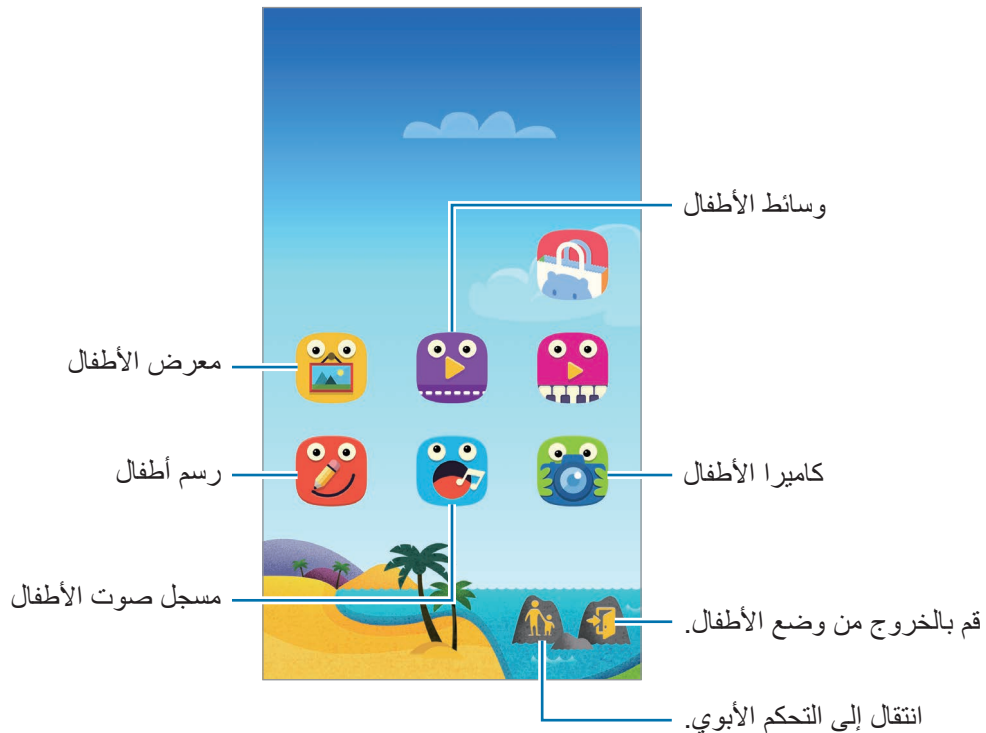 وسائط الأطفال
معرض الأطفال
كاميرا الأطفال
رسم أطفال
مسجل صوت الأطفال
قم بالخروج من وضع الأطفال.
انتقال إلى التحكم الأبوي.